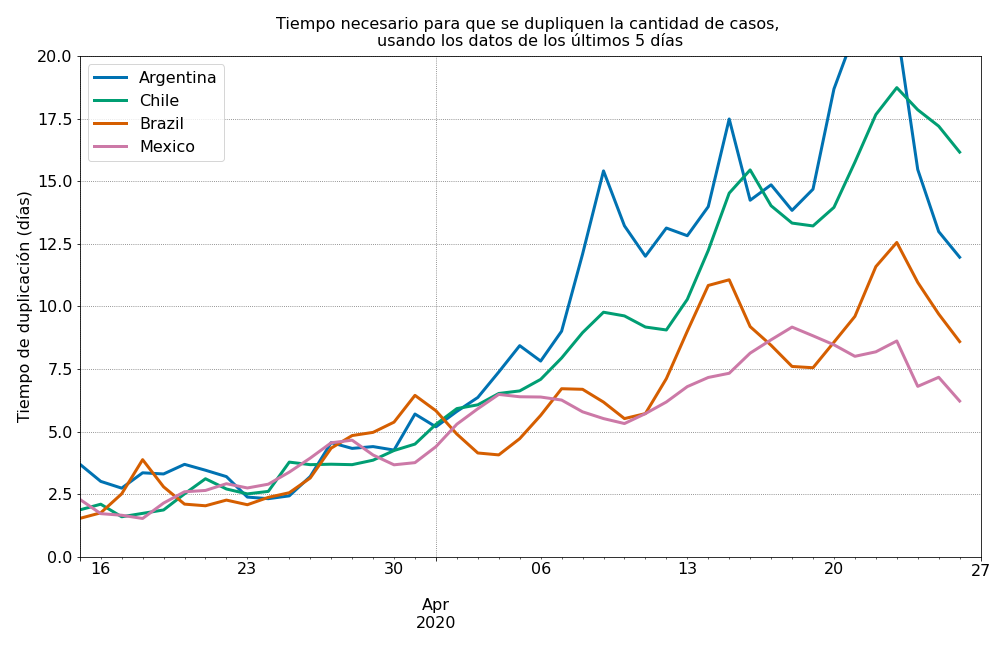 Tiempo necesario para que se dupliquen la cantidad de casos,
usando los datos de los últimos 5 días
Argentina
Chile
Brazil
Mexico
Tiempo de duplicación (días)
20.0
17.5
15.0
12.5
10.0
7.5
5.0
2.5
0.0
16 23 30 06 13 20 27
Apr
2020